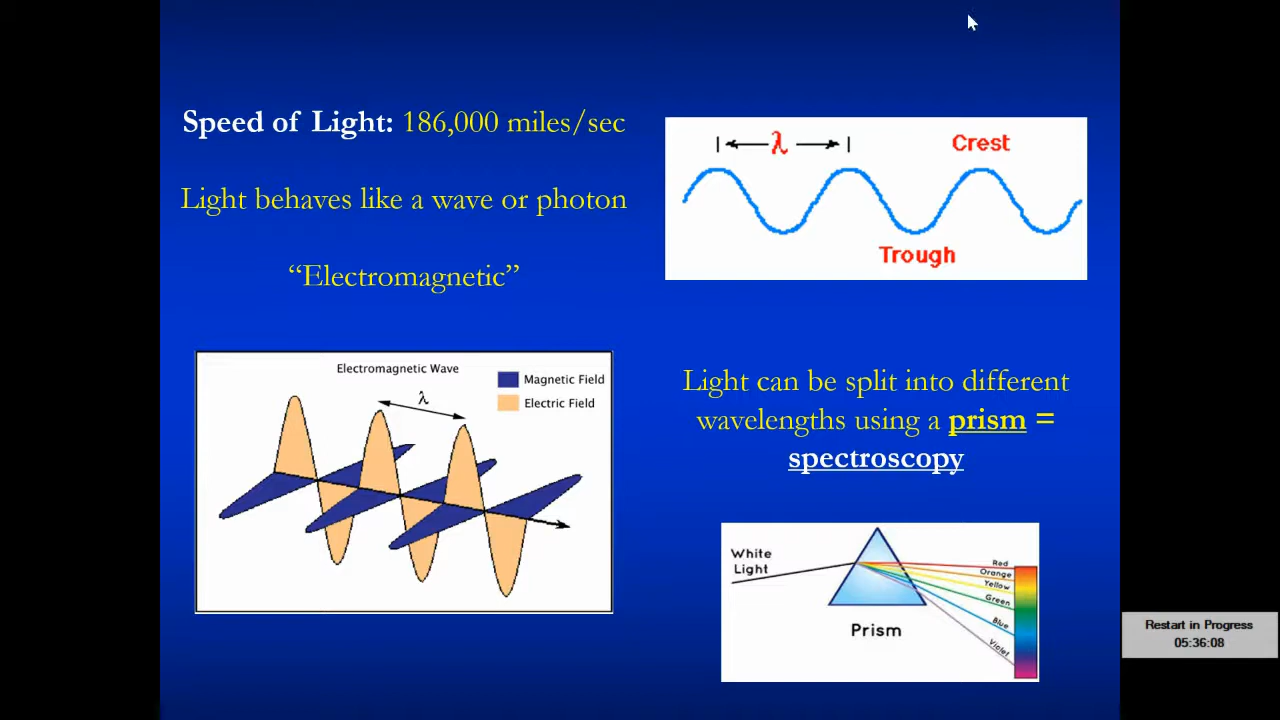 Speed of Light: 186,000 miles/sec
Light behaves like a wave or photon
“Electromagnetic”
λ
Crest
Trough
Electromagnetic Wave
Magnetic Field
Electric Field
λ
Light can be split into different
wavelengths using a prism =
spectroscopy
White
Light
Prism
Red
Orange
Yellow
Green
Blue
Violet
Restart in Progress
05:36:08